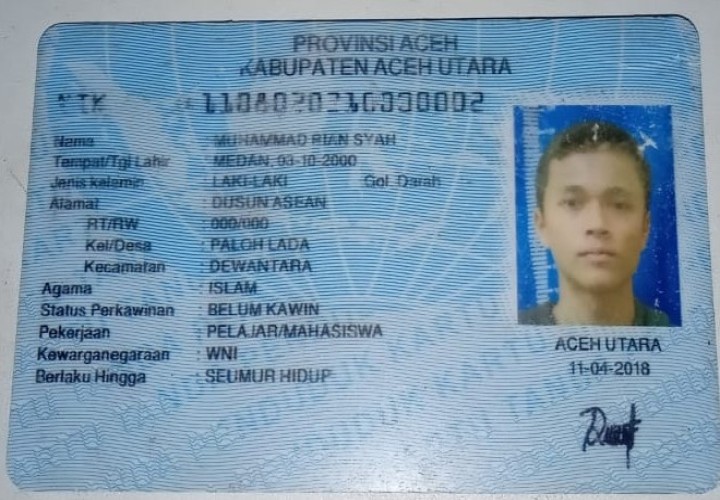 PROVINSI ACEH
KABUPATEN ACEH UTARA
NIK
Nama : MUHAMMAD RIAN SYAH
Tempat/Tgl Lahir : MEDAN, 03-10-2000
Jenis kelamin : LAKI-LAKI Gol. Darah
Alamat : DUSUN ASEAN
RT/RW : 000/000
Kel/Desa : PALOH LADA
Kecamatan : DEWANTARA
Agama : ISLAM
Status Perkawinan : BELUM KAWIN
Pekerjaan : PELAJAR/MAHASISWA
Kewarganegaraan : WNI
Berlaku Hingga : SEUMUR HIDUP
ACEH UTARA
11-04-2018